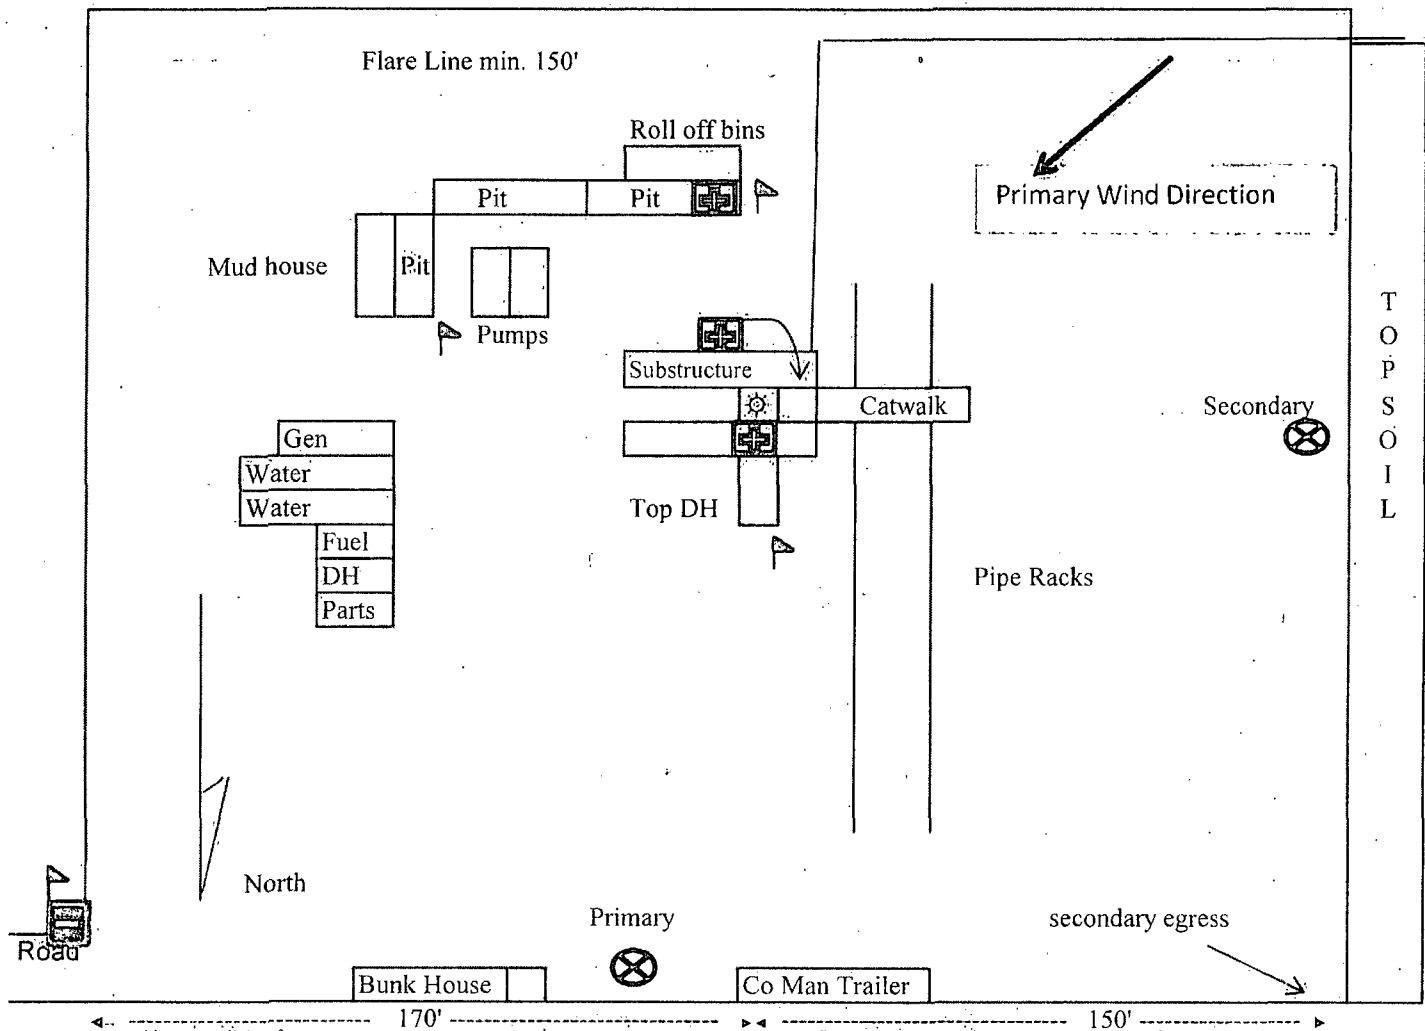 Flare Line min. 150'
Roll off bins
Pit
Pit
Primary Wind Direction
Mud house
Pit
Pumps
TOPSOIL
Substructure
Catwalk
Secondary
Gen
Water
Water
Top DH
Fuel
DH
Parts
Pipe Racks
North
Primary
secondary egress
Road
Bunk House
Co Man Trailer
170'
150'